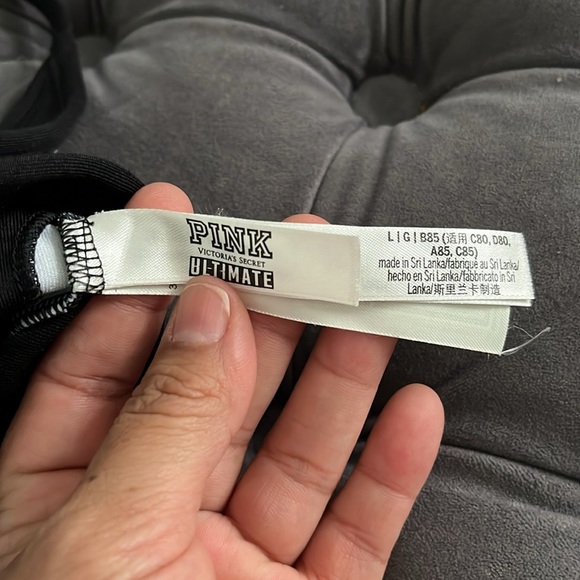 PINK
VICTORIA'S SECRET
ULTIMATE
L|G|B85 (适用 C80, D80,
A85, C85)
made in Sri Lanka/fabriqué au Sri Lanka/
hecho en Sri Lanka/fabbricato in Sri
Lanka/斯里兰卡制造